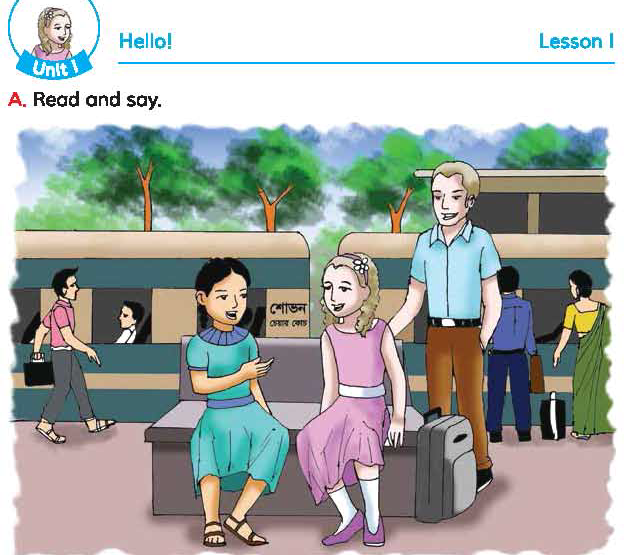 Hello!
Lesson 1
Unit 1
A. Read and say.
শোভন
চেয়ার কোচ